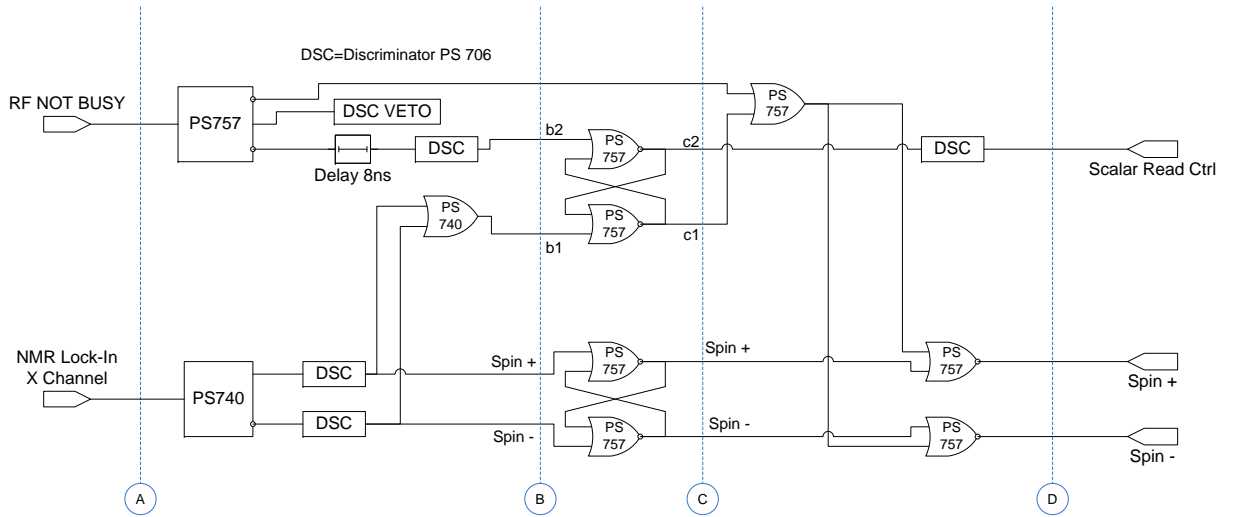 DSC=Discriminator PS 706
RF NOT BUSY
PS757
DSC VETO
PS
757
b2
DSC
PS
757
c2
DSC
Scalar Read Ctrl
Delay 8ns
PS
740
PS
757
b1
c1
NMR Lock-In
X Channel
PS740
DSC
Spin +
PS
757
Spin +
PS
757
Spin +
DSC
Spin -
PS
757
Spin -
PS
757
Spin -
A
B
C
D